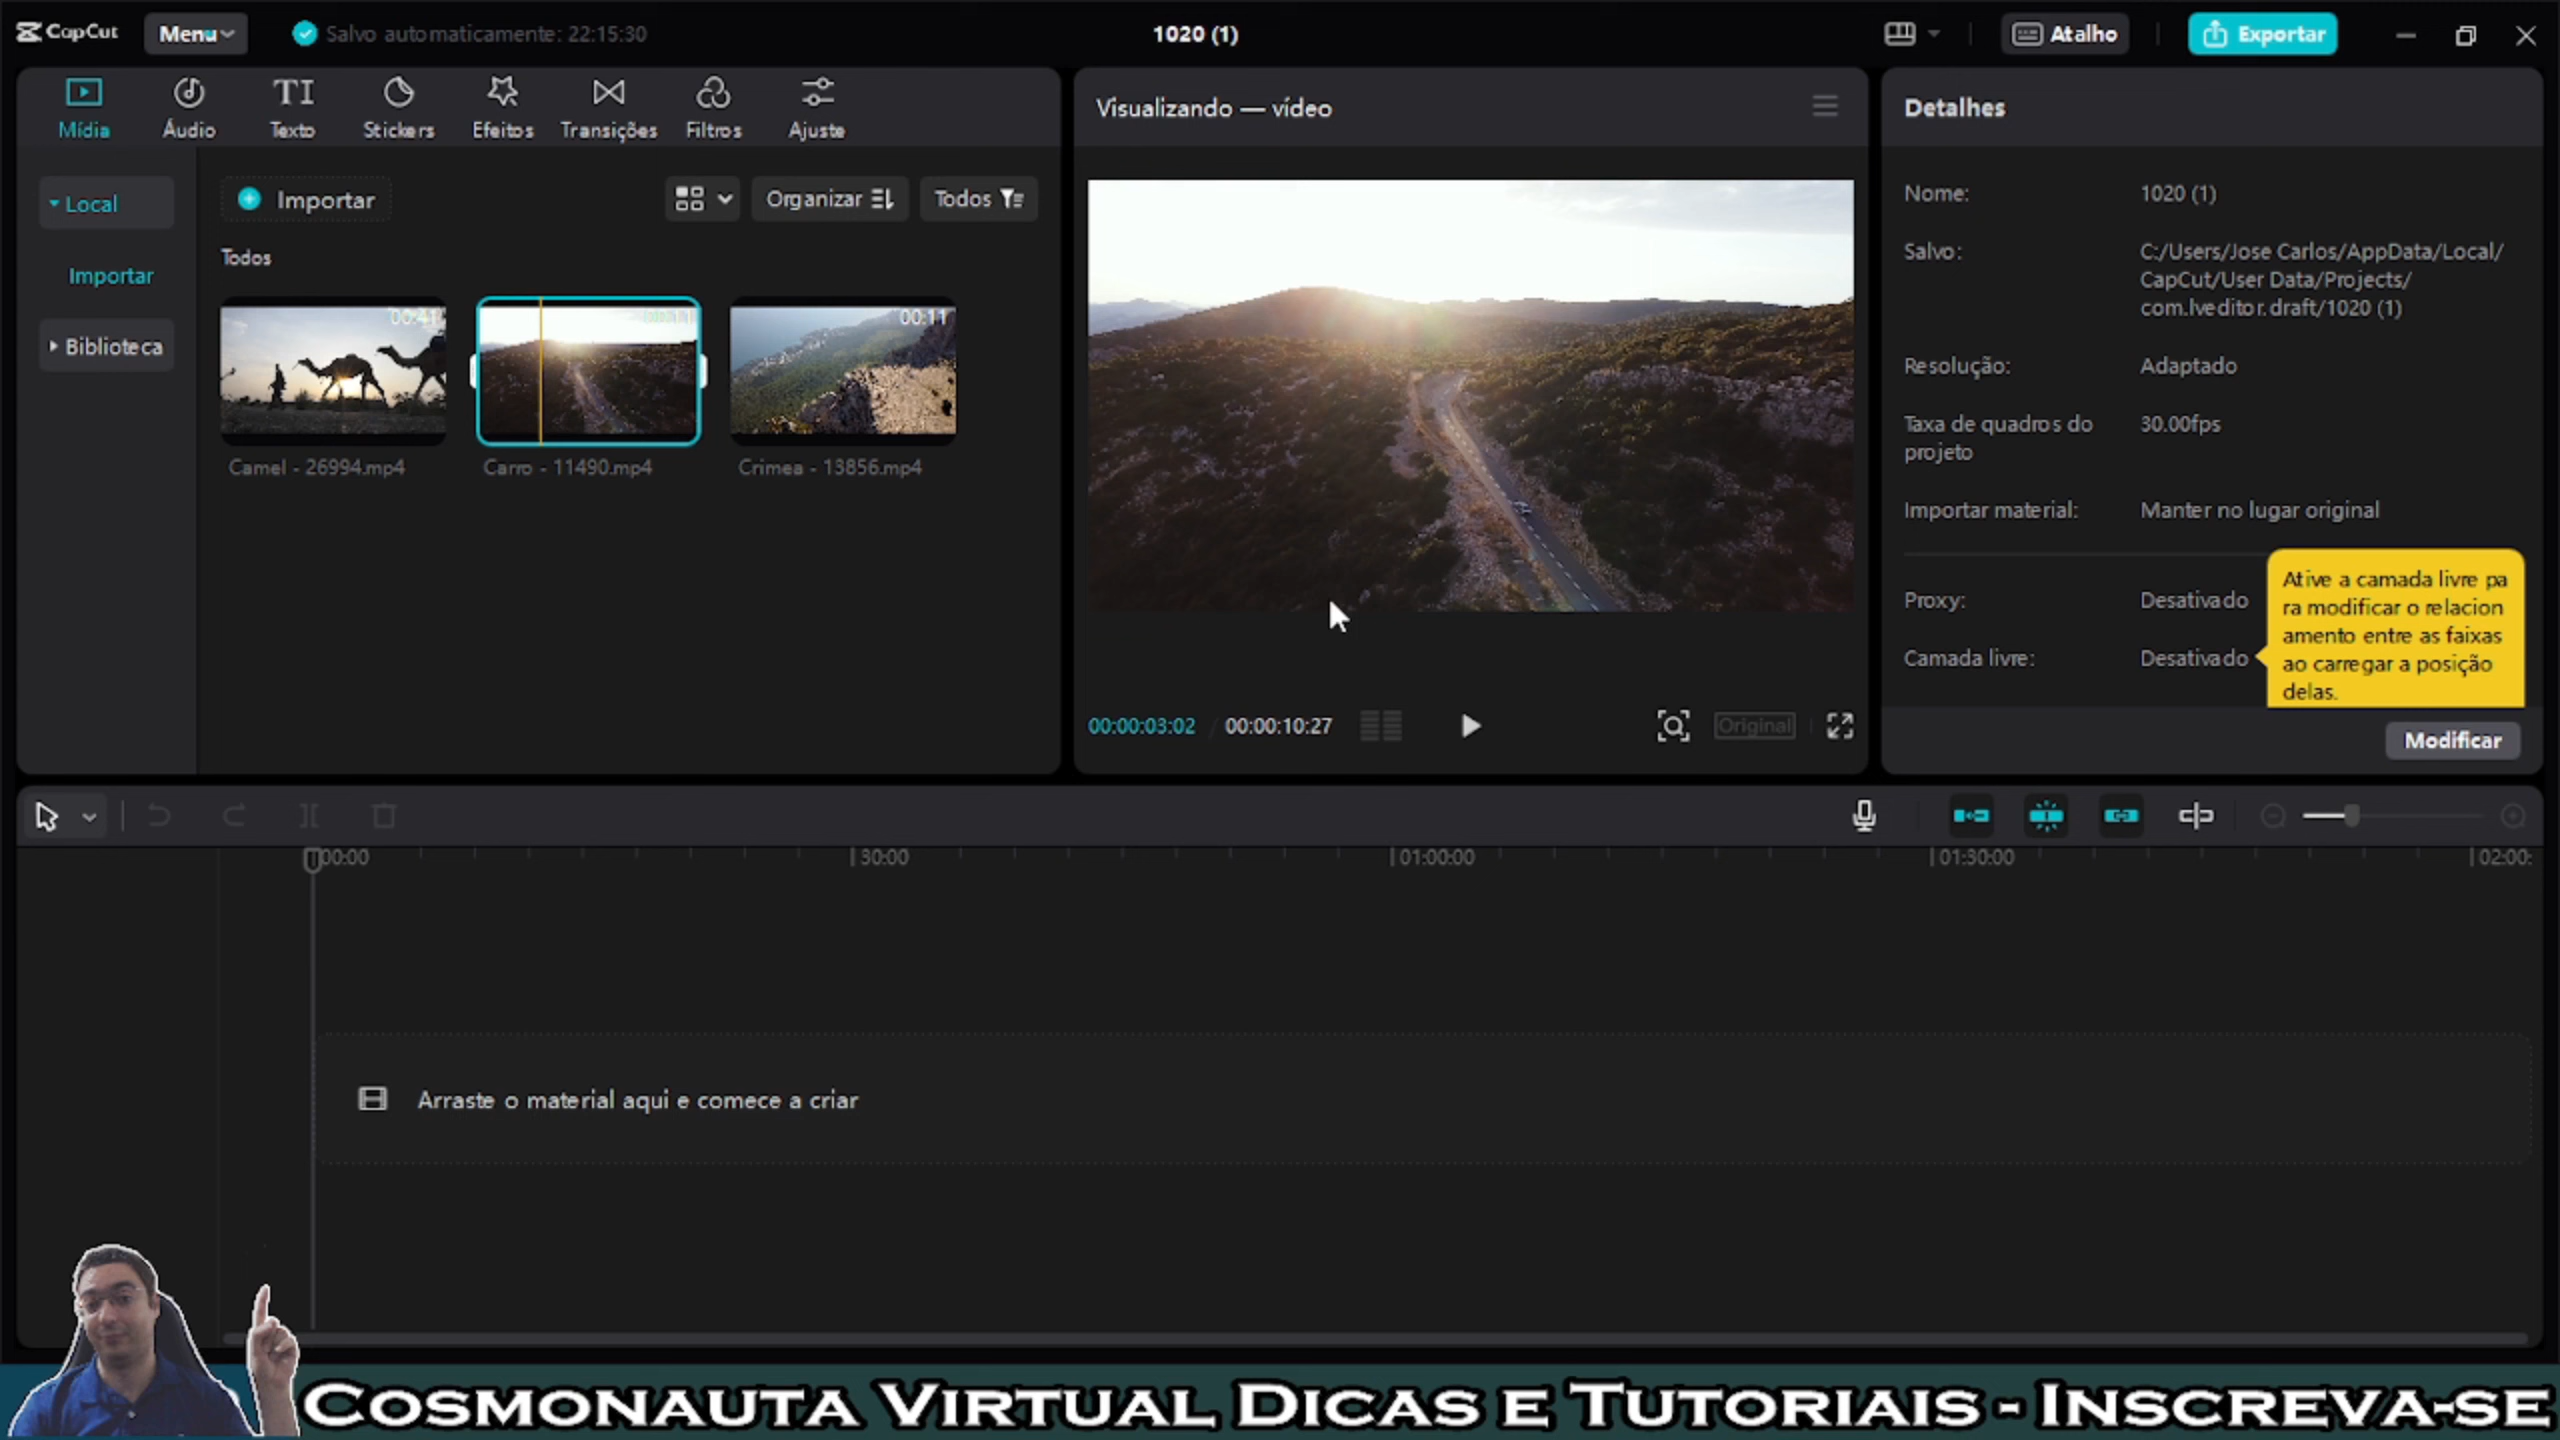 CapCut
Menu
Salvo automaticamente: 22:15:30
1020 (1)
Atalho
Exportar
Mídia
Áudio
TI
Texto
Stickers
Efeitos
Transições
Filtros
Ajuste
Local
Importar
Biblioteca
Importar
Organizar
Todos
Todos
00:41
00:11
Camel - 26994.mp4
Carro - 11490.mp4
Crimea - 13856.mp4
Visualizando — vídeo
00:00:03:02 / 00:00:10:27
Original
Detalhes
Nome: 1020 (1)
Salvo: C:/Users/Jose Carlos/AppData/Local/
CapCut/User Data/Projects/
com.lveditor.draft/1020 (1)
Resolução: Adaptado
Taxa de quadros do 30.00fps
projeto
Importar material: Manter no lugar original
Proxy: Desativado
Camada livre: Desativado
Ative a camada livre pa
ra modificar o relacion
amento entre as faixas
ao carregar a posição
delas.
Modificar
00:00 30:00 01:00:00 01:30:00 02:00:
Arraste o material aqui e comece a criar
Cosmonauta Virtual Dicas e Tutoriais - Inscreva-se